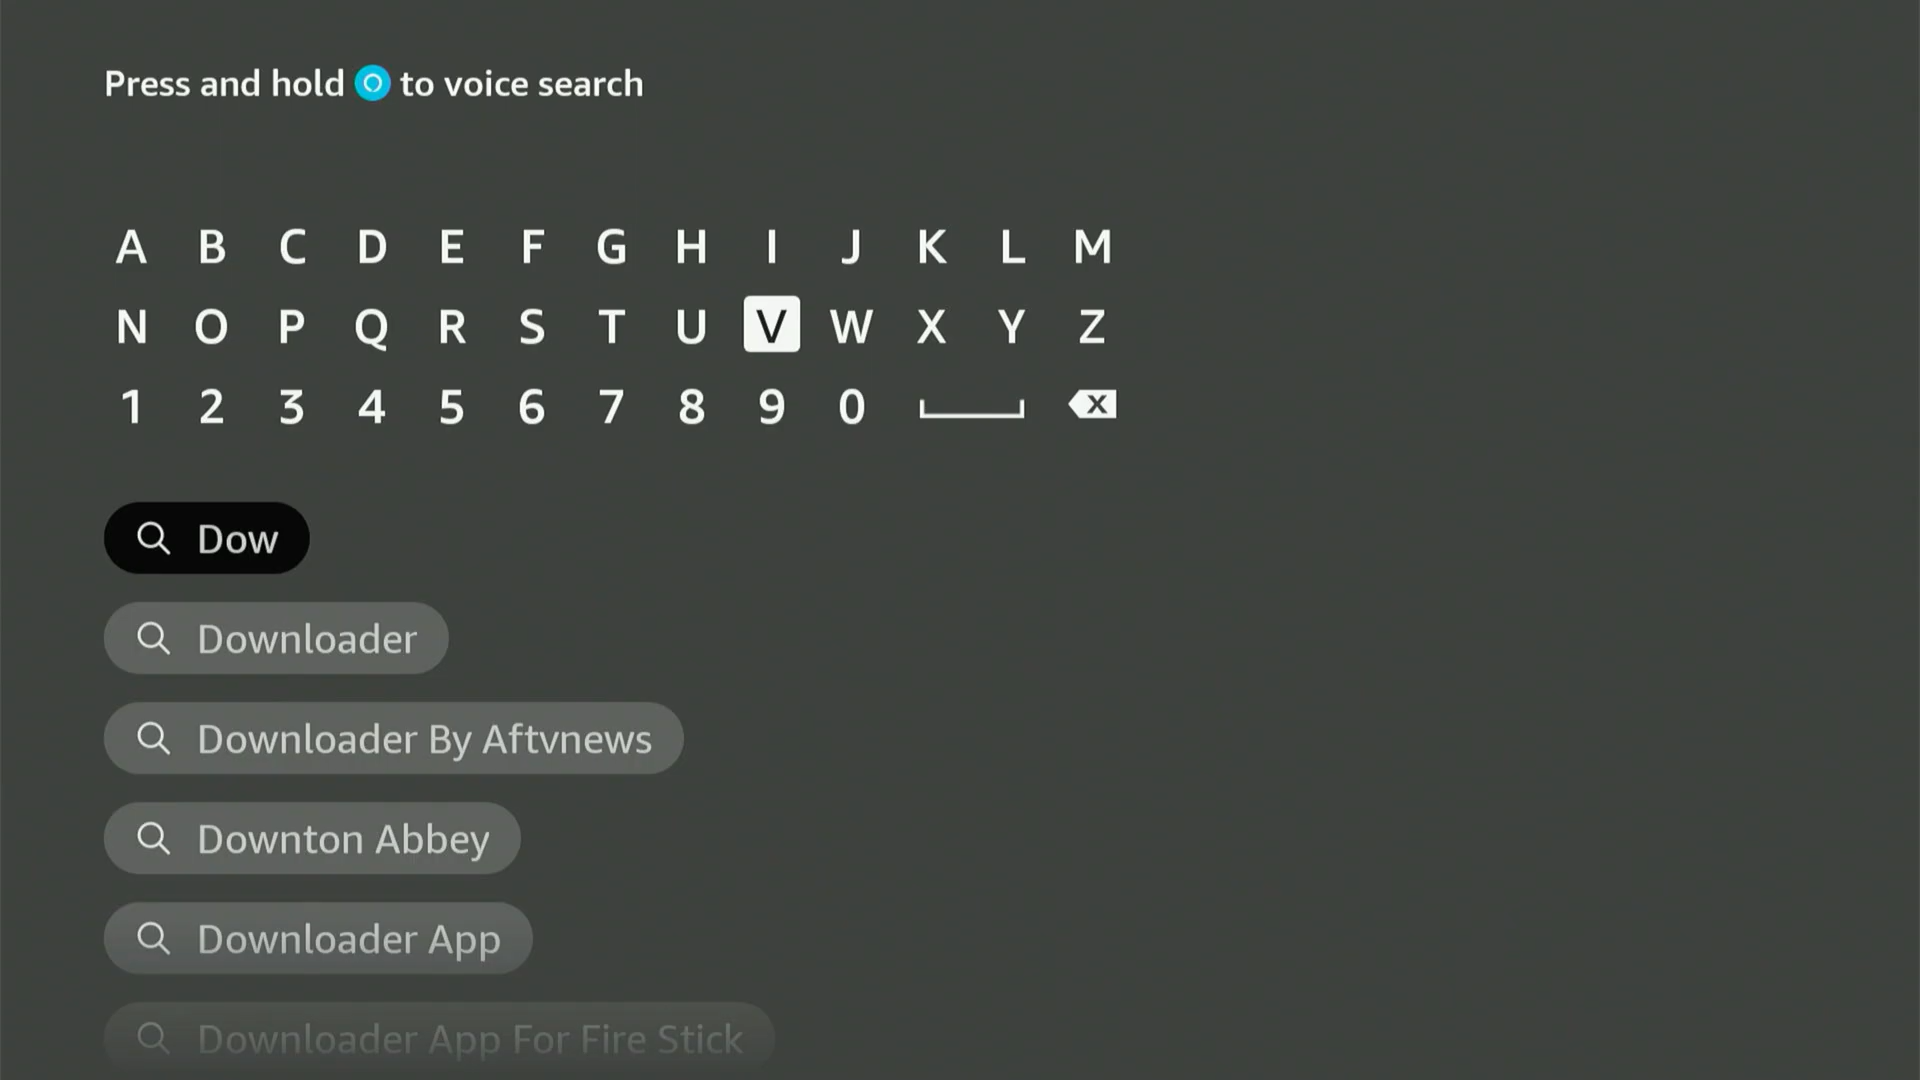 Press and hold to voice search
A B C D E F G H I J K L M
N O P Q R S T U V W X Y Z
1 2 3 4 5 6 7 8 9 0
Dow
Downloader
Downloader By Aftvnews
Downton Abbey
Downloader App
Downloader App For Fire Stick